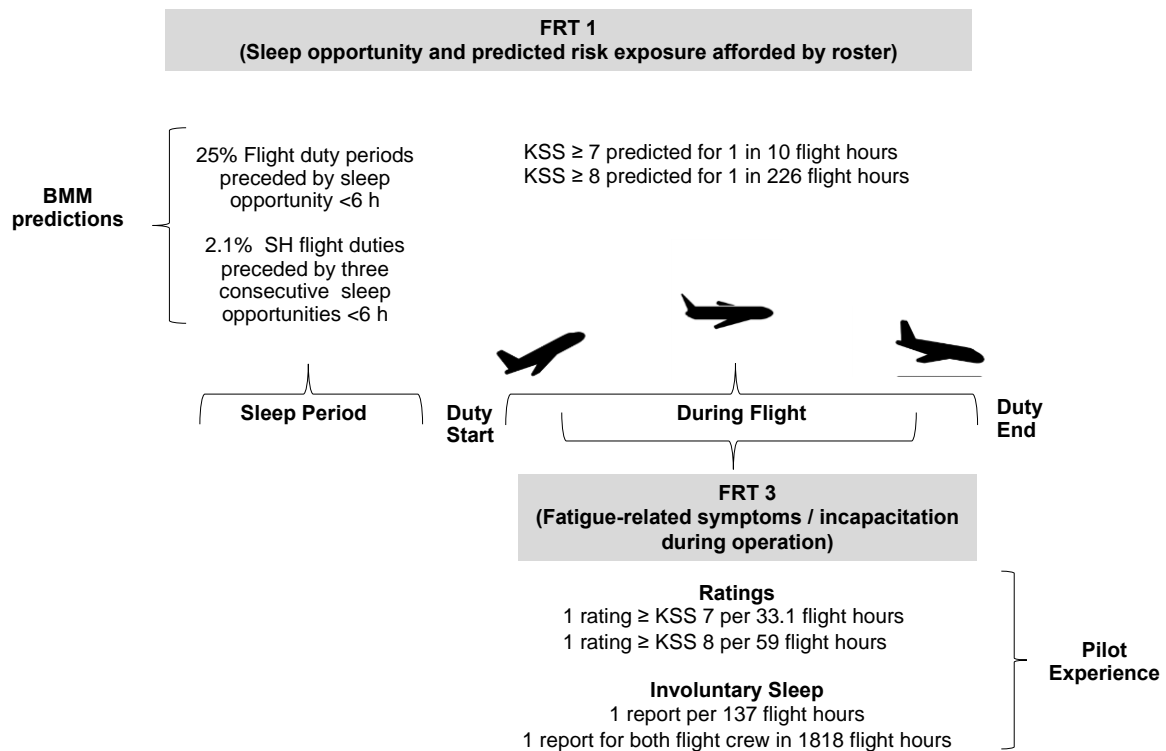 FRT 1
(Sleep opportunity and predicted risk exposure afforded by roster)
BMM
predictions
25% Flight duty periods
preceded by sleep
opportunity <6 h
2.1% SH flight duties
preceded by three
consecutive sleep
opportunities <6 h
KSS ≥ 7 predicted for 1 in 10 flight hours
KSS ≥ 8 predicted for 1 in 226 flight hours
Sleep Period
Duty
Start
During Flight
Duty
End
FRT 3
(Fatigue-related symptoms / incapacitation
during operation)
Ratings
1 rating ≥ KSS 7 per 33.1 flight hours
1 rating ≥ KSS 8 per 59 flight hours
Involuntary Sleep
1 report per 137 flight hours
1 report for both flight crew in 1818 flight hours
Pilot
Experience